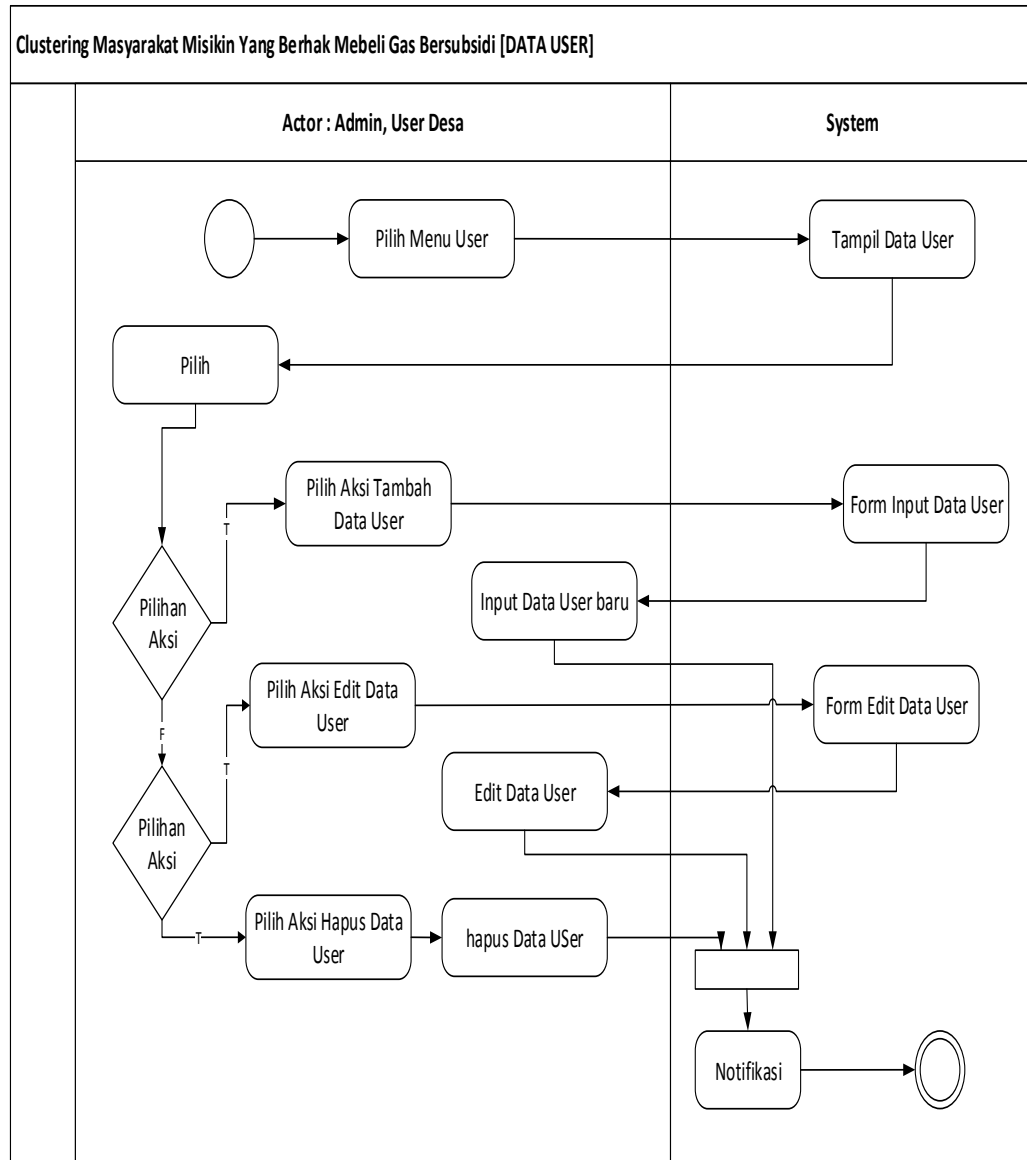 Clustering Masyarakat Misikin Yang Berhak Mebeli Gas Bersubsidi [DATA USER]
Actor : Admin, User Desa
System
Pilih Menu User
Tampil Data User
Pilih
Pilih Aksi Tambah
Data User
Form Input Data User
T
Pilihan
Aksi
Input Data User baru
Pilih Aksi Edit Data
User
Form Edit Data User
F
T
Pilihan
Aksi
Edit Data User
Pilih Aksi Hapus Data
User
hapus Data USer
T
Notifikasi